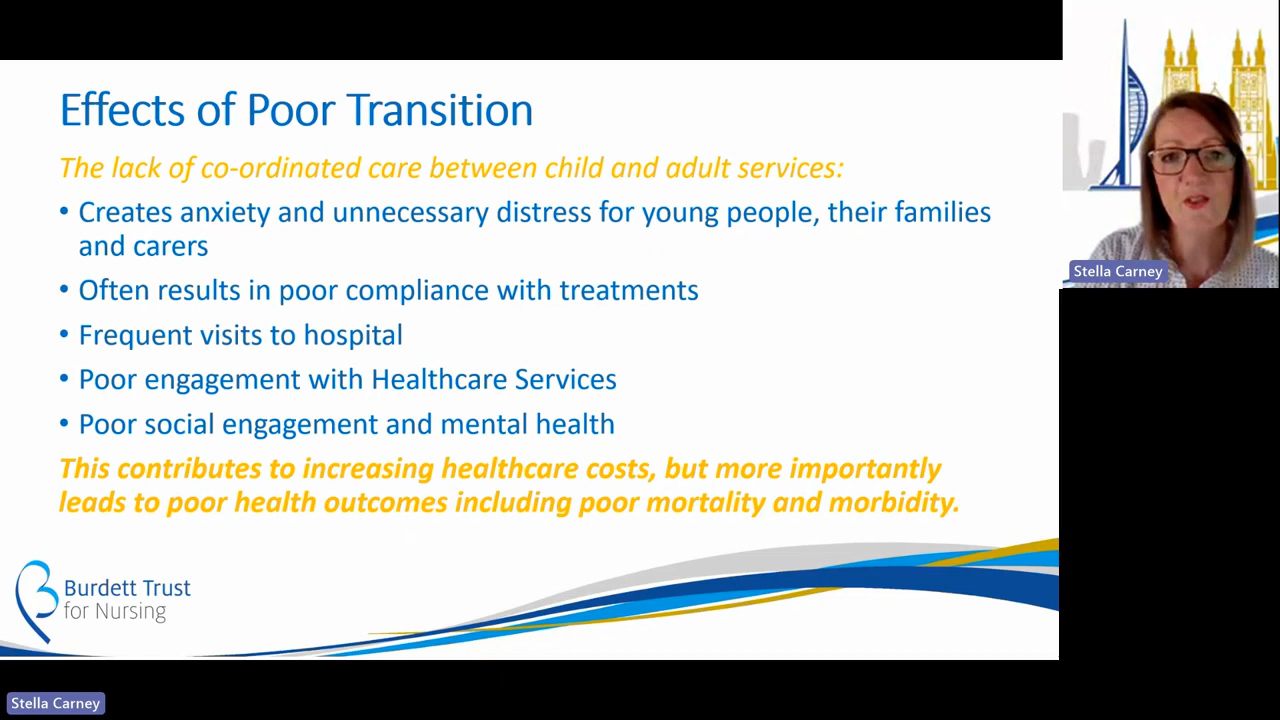 Effects of Poor Transition
The lack of co-ordinated care between child and adult services:
• Creates anxiety and unnecessary distress for young people, their families
and carers
• Often results in poor compliance with treatments
• Frequent visits to hospital
• Poor engagement with Healthcare Services
• Poor social engagement and mental health
This contributes to increasing healthcare costs, but more importantly
leads to poor health outcomes including poor mortality and morbidity.
Burdett Trust
for Nursing
Stella Carney
Stella Carney